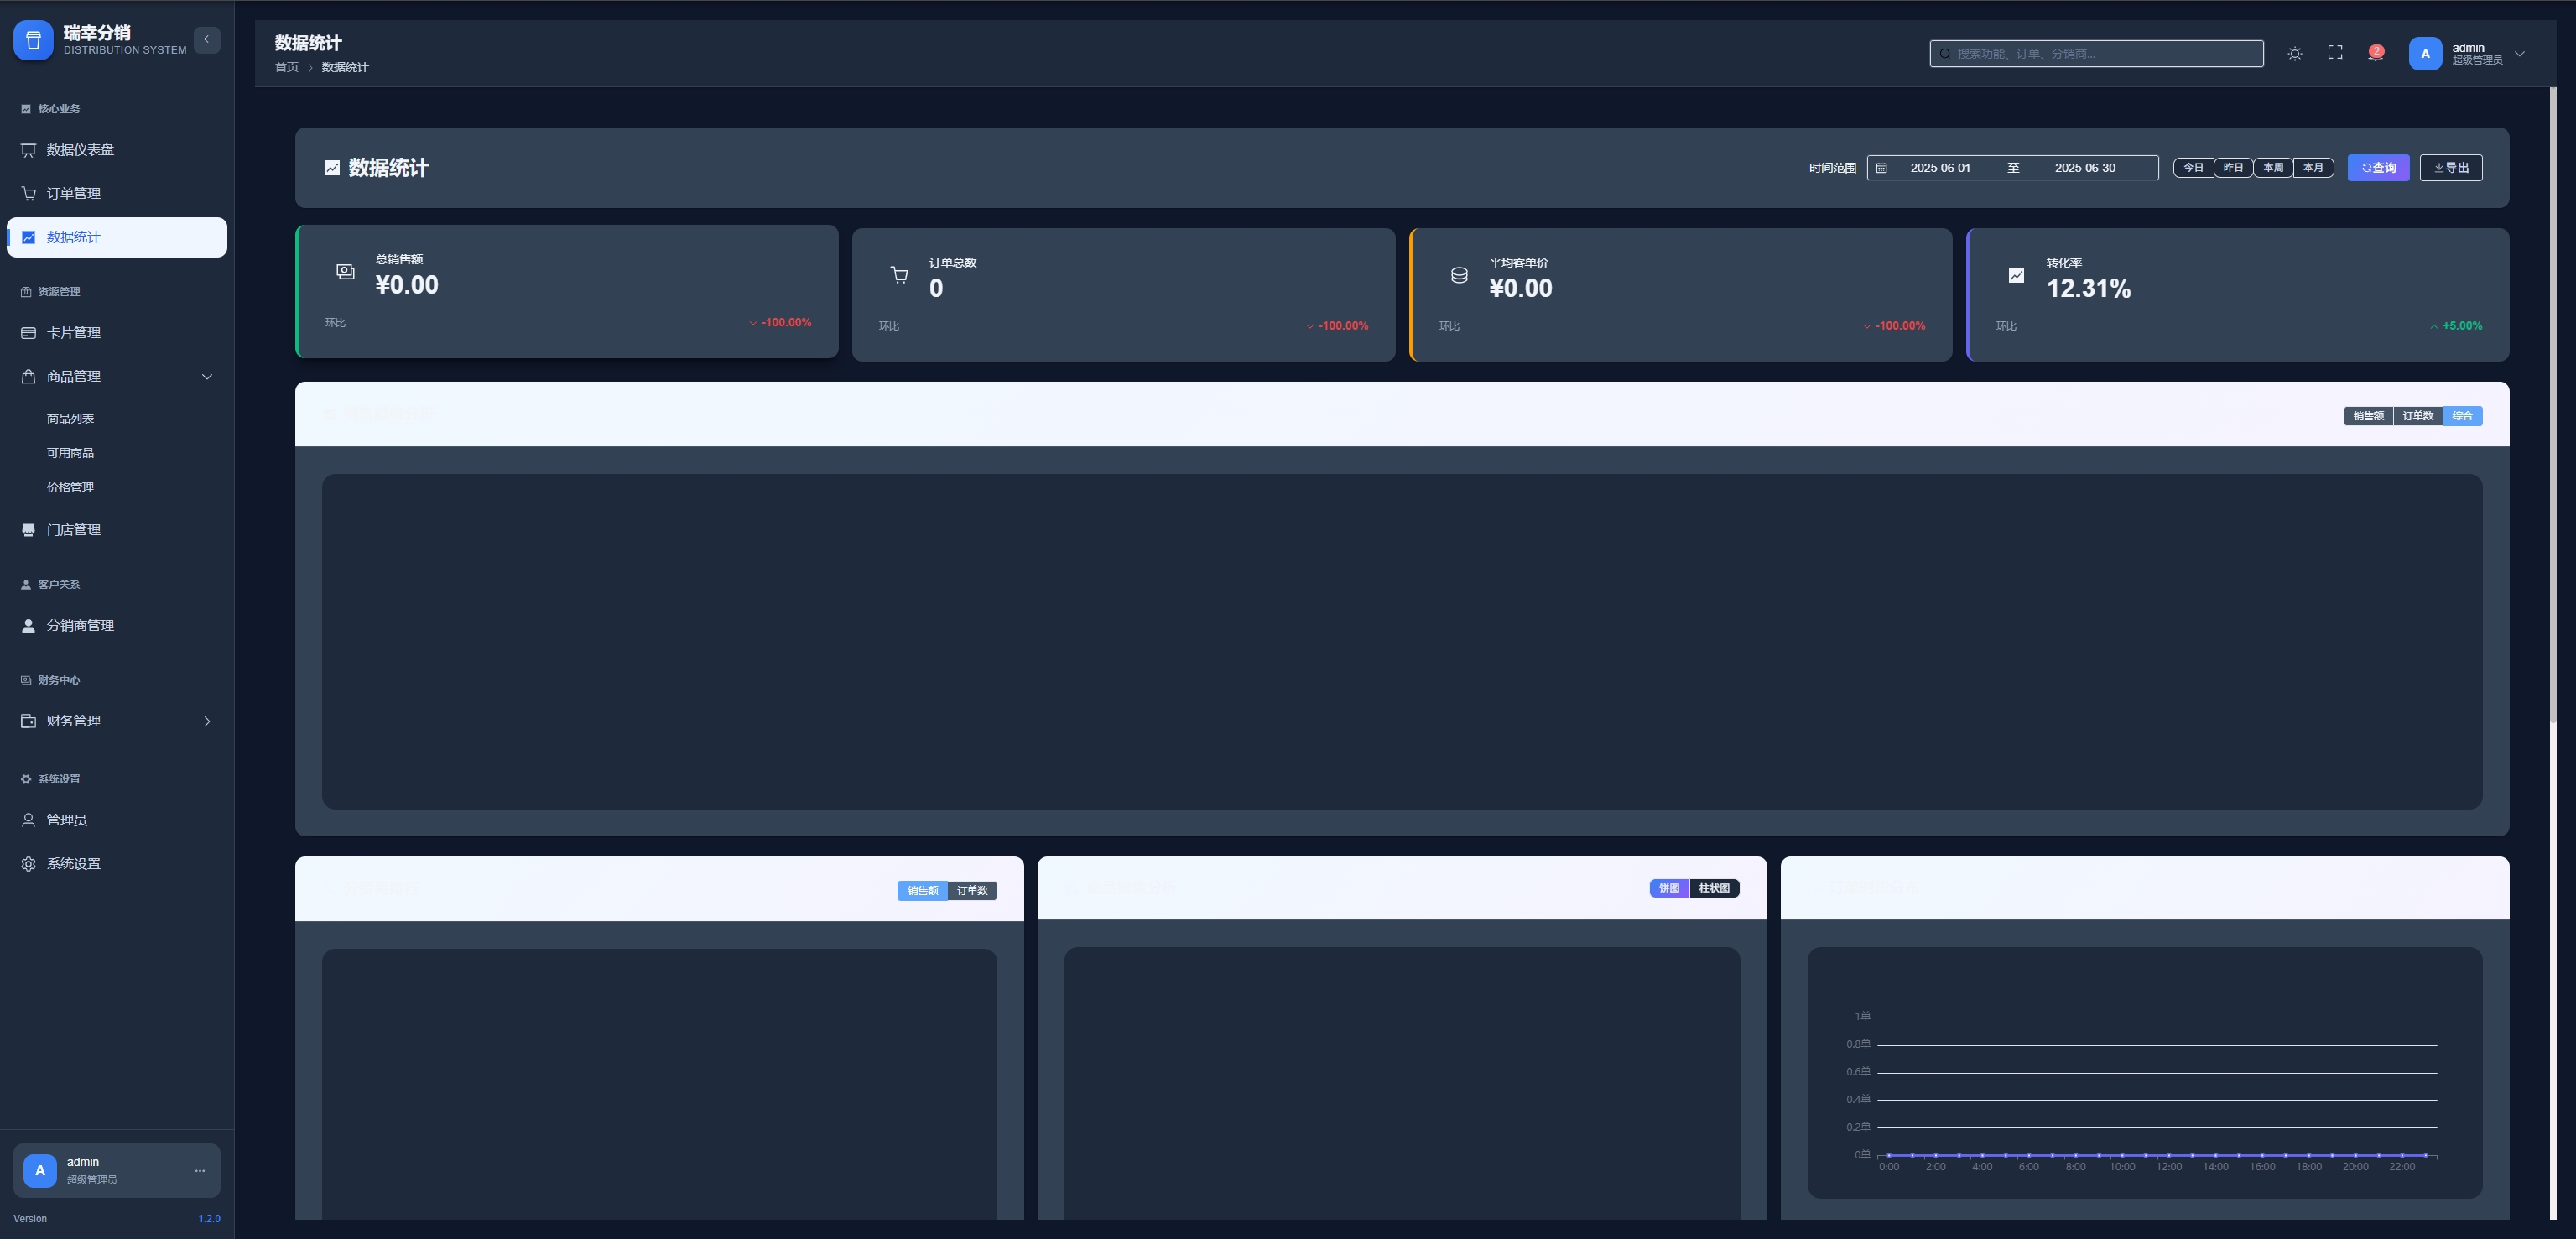 瑞幸分销
DISTRIBUTION SYSTEM
核心业务
数据仪表盘
订单管理
数据统计
资源管理
卡片管理
商品管理
商品列表
可用商品
价格管理
门店管理
客户关系
分销商管理
财务中心
财务管理
系统设置
管理员
系统设置
A
admin
超级管理员
Version 1.2.0
数据统计
首页 > 数据统计
搜索功能、订单、分销商...
2
A
admin
超级管理员
数据统计
时间范围 2025-06-01 至 2025-06-30 今日 昨日 本周 本月 查询 导出
总销售额
¥0.00
环比 -100.00%
订单总数
0
环比 -100.00%
平均客单价
¥0.00
环比 -100.00%
转化率
12.31%
环比 +5.00%
销售额 订单数 综合
销售额 订单数
饼图 柱状图
1单
0.8单
0.6单
0.4单
0.2单
0单
0:00 2:00 4:00 6:00 8:00 10:00 12:00 14:00 16:00 18:00 20:00 22:00